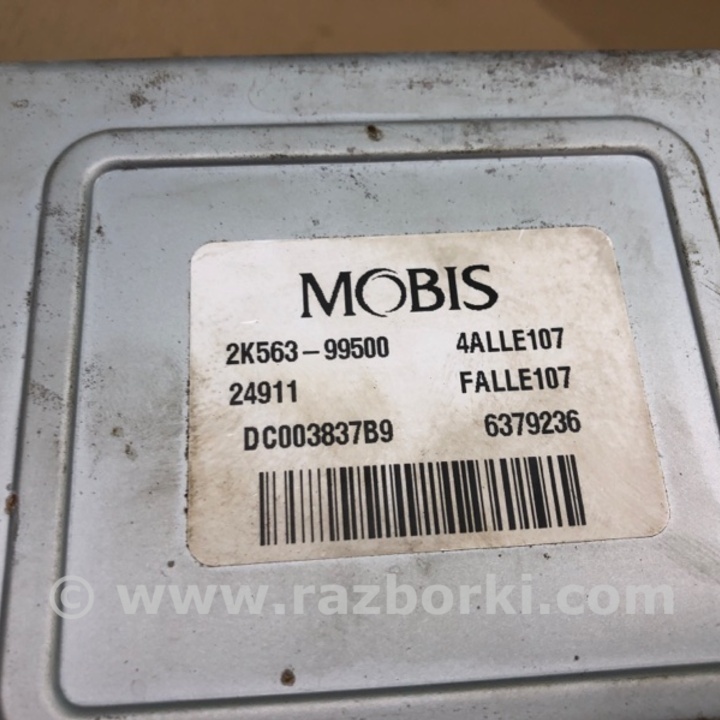 MOBIS
2K563-99500 4ALLE107
24911 FALLE107
DC003837B9 6379236
© www.razborki.com